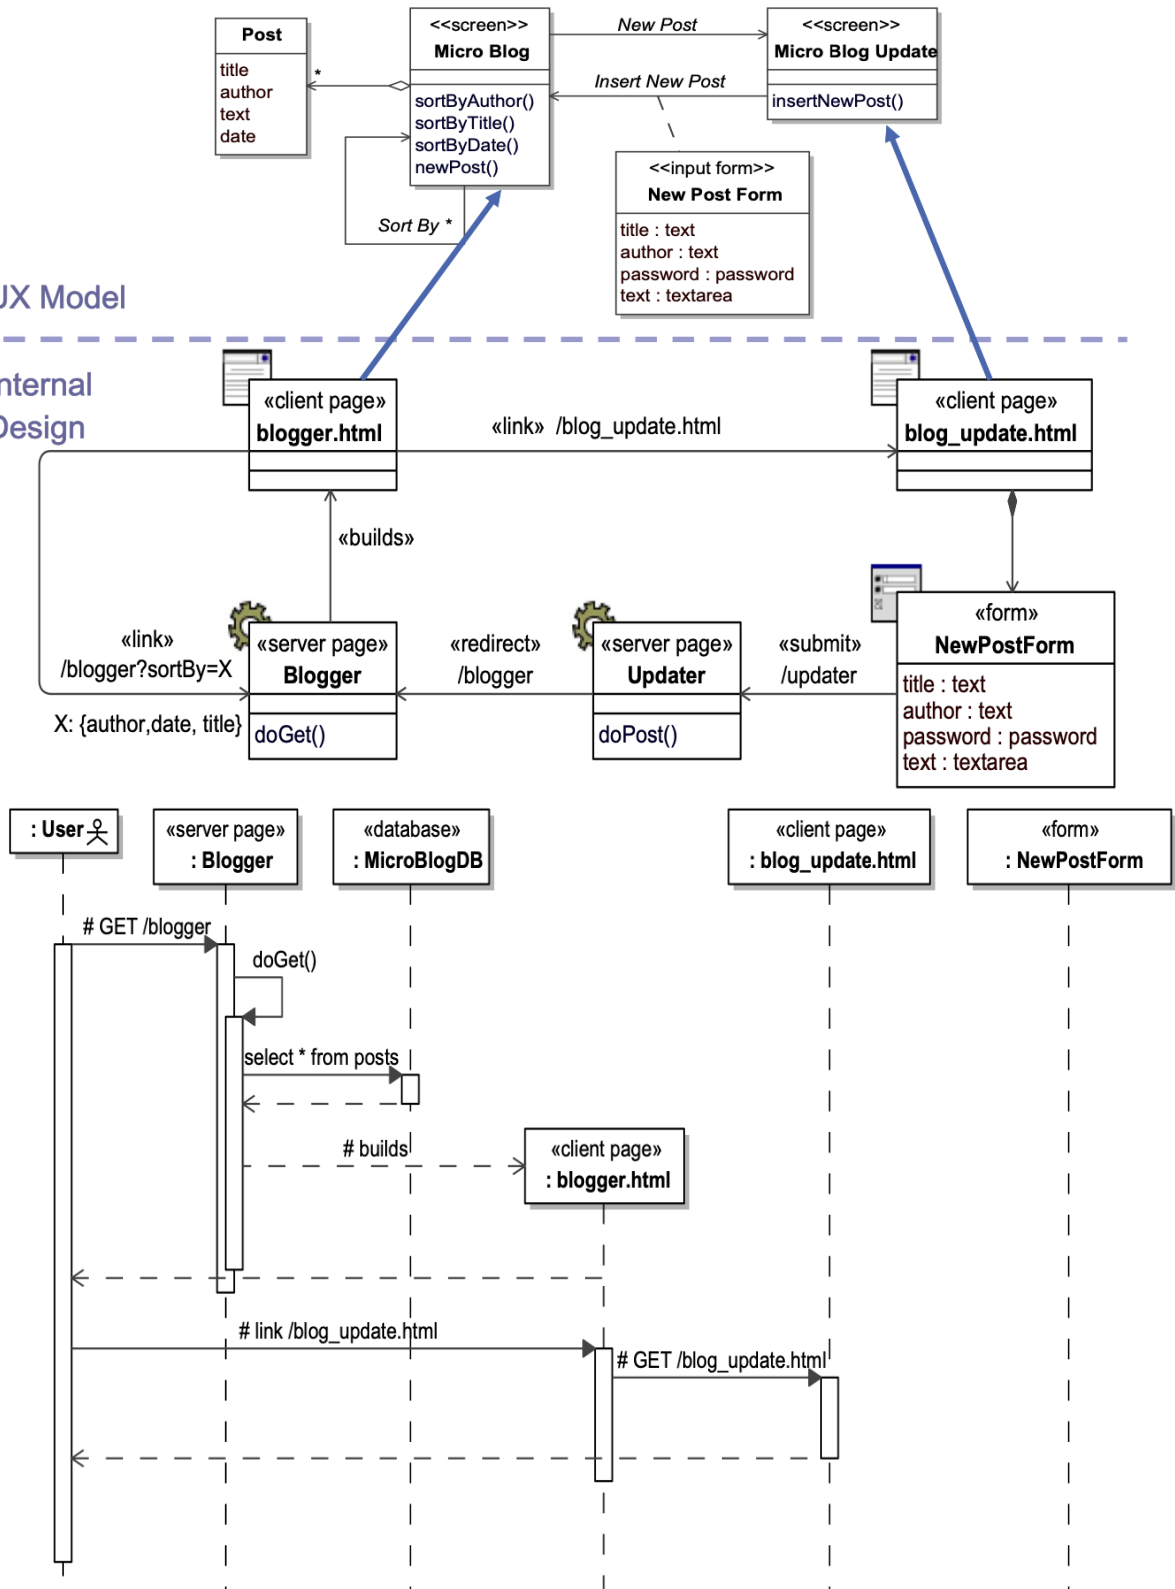 Post
title
author
text
date
<<screen>>
Micro Blog
sortByAuthor()
sortByTitle()
sortByDate()
newPost()
*
Sort By *
New Post
Insert New Post
<<screen>>
Micro Blog Update
insertNewPost()
<<input form>>
New Post Form
title : text
author : text
password : password
text : textarea
UX Model
nternal
Design
«client page»
blogger.html
«link» /blog_update.html
«client page»
blog_update.html
«builds»
«link»
/blogger?sortBy=X
X: {author,date, title}
«server page»
Blogger
doGet()
«redirect»
/blogger
«server page»
Updater
doPost()
«submit»
/updater
«form»
NewPostForm
title : text
author : text
password : password
text : textarea
: User
«server page»
: Blogger
«database»
: MicroBlogDB
«client page»
: blog_update.html
«form»
: NewPostForm
# GET /blogger
doGet()
select * from posts
# builds
«client page»
: blogger.html
# link /blog_update.html
# GET /blog_update.html